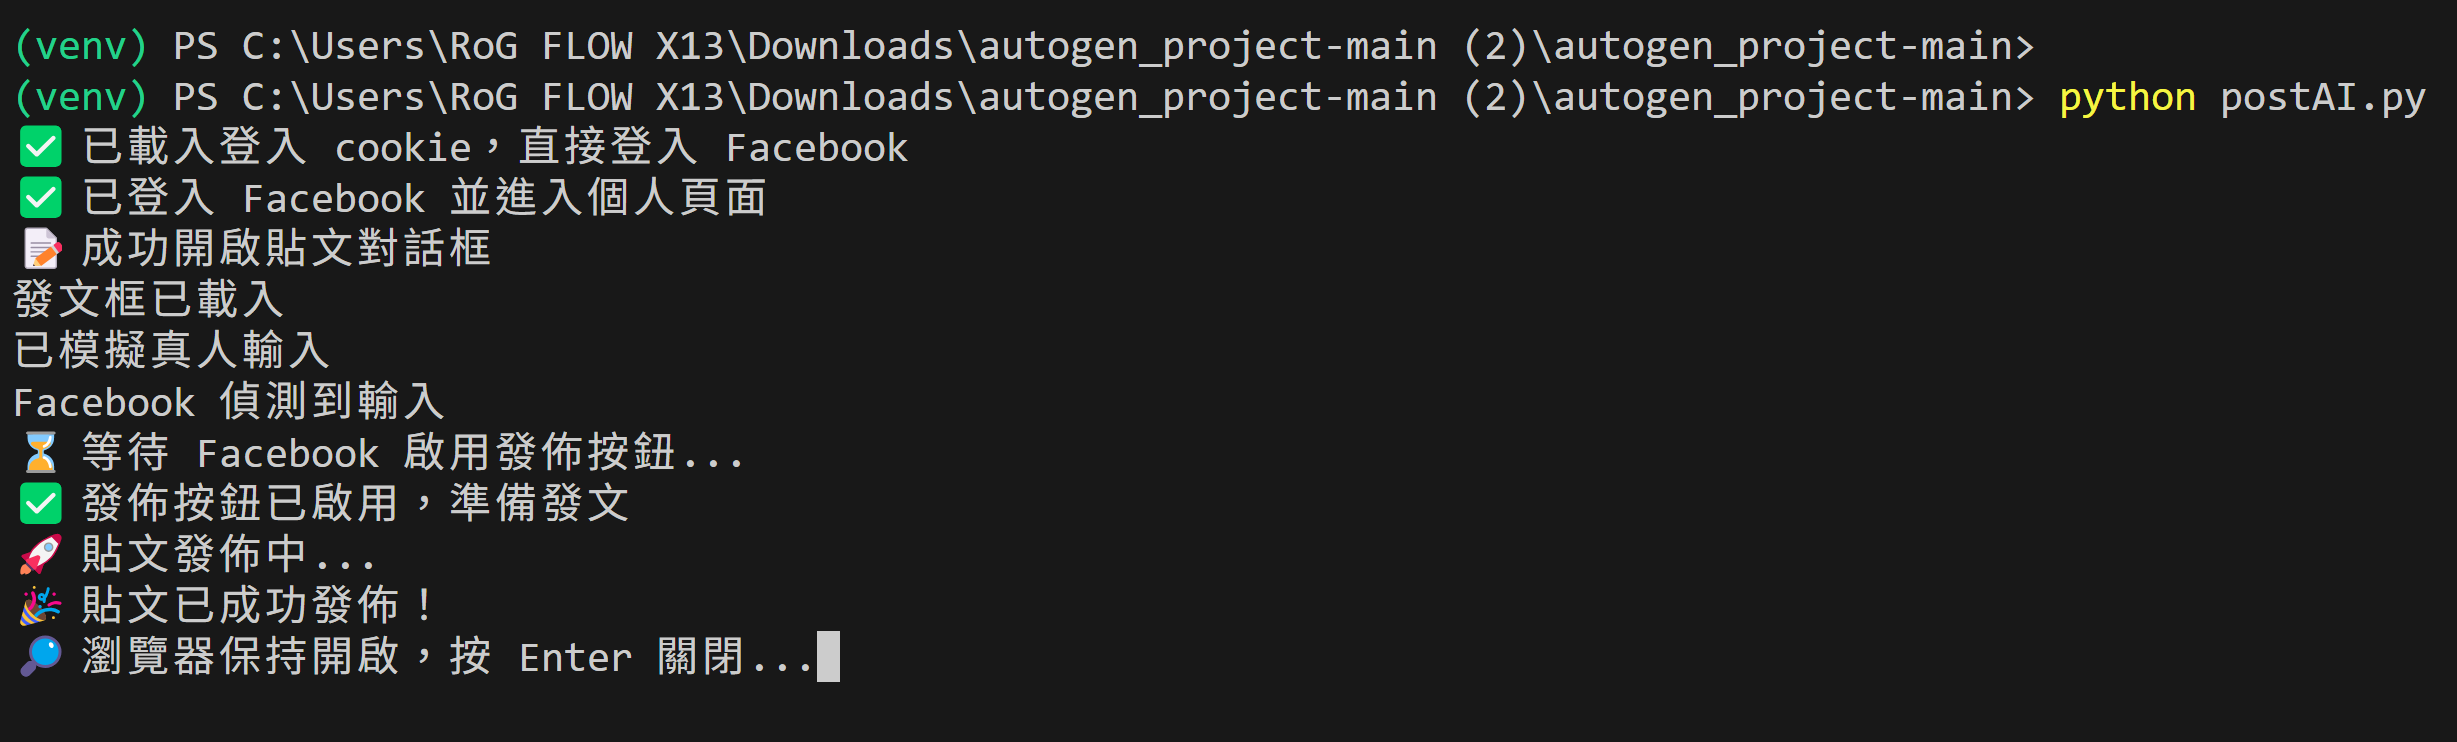 (venv) PS C:\Users\RoG FLOW X13\Downloads\autogen_project-main (2)\autogen_project-main>
(venv) PS C:\Users\RoG FLOW X13\Downloads\autogen_project-main (2)\autogen_project-main> python postAI.py
✅ 已載入登入 cookie，直接登入 Facebook
✅ 已登入 Facebook 並進入個人頁面
📝 成功開啟貼文對話框
發文框已載入
已模擬真人輸入
Facebook 偵測到輸入
⏳ 等待 Facebook 啟用發佈按鈕...
✅ 發佈按鈕已啟用，準備發文
🚀 貼文發佈中...
🎉 貼文已成功發佈！
🔎 瀏覽器保持開啟，按 Enter 關閉...